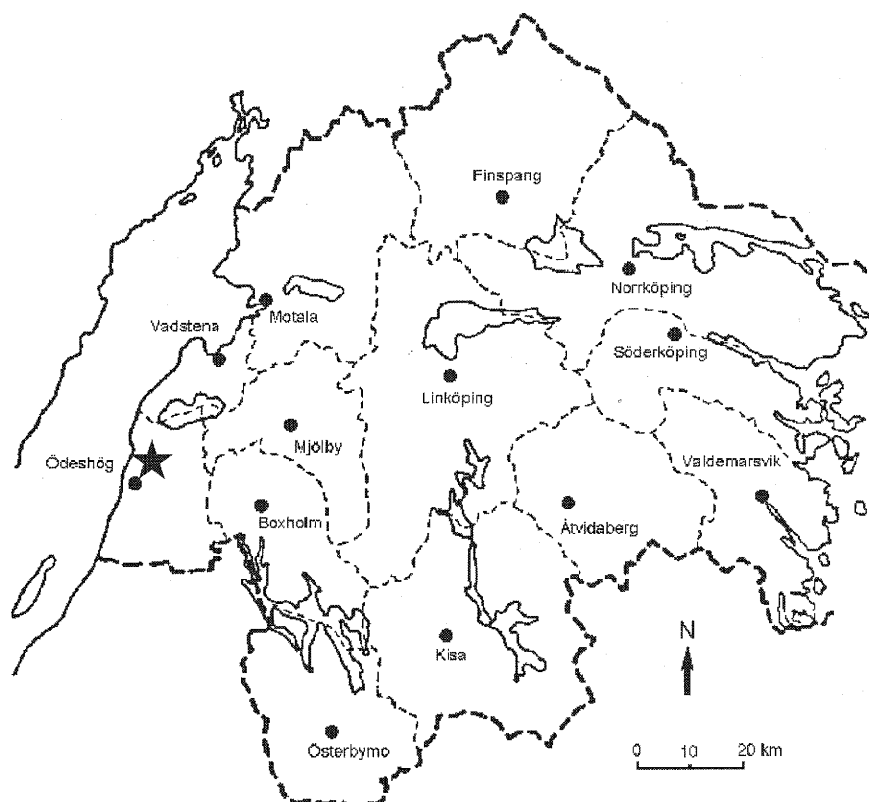 Finspang
Norrköping
Motala
Vadstena
Söderköping
Linköping
Mjölby
Ödeshög
Valdemarsvik
Boxholm
Åtvidaberg
N
Kisa
Österbymo
0 10 20 km